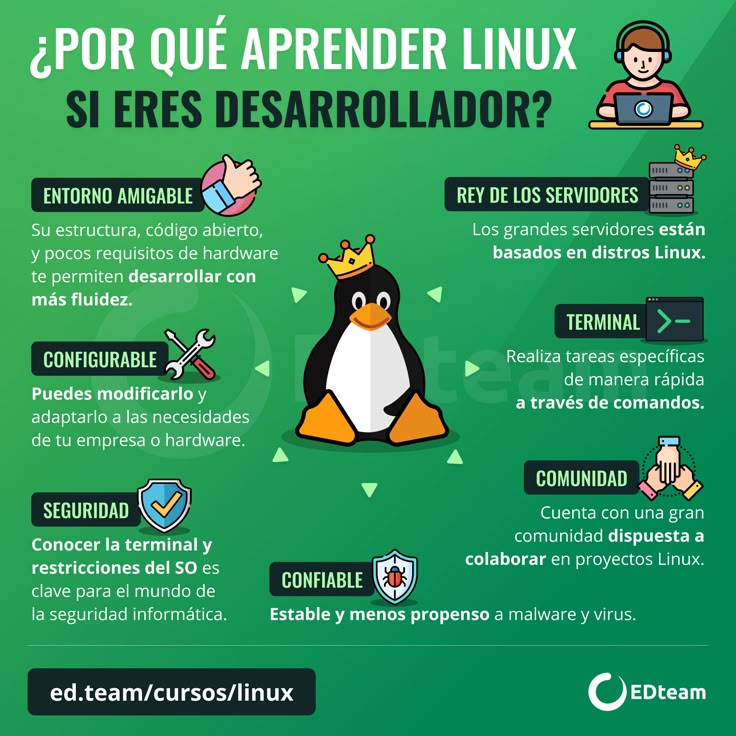 ¿POR QUÉ APRENDER LINUX
SI ERES DESARROLLADOR?
ENTORNO AMIGABLE
Su estructura, código abierto,
y pocos requisitos de hardware
te permiten desarrollar con
más fluidez.
CONFIGURABLE
Puedes modificarlo y
adaptarlo a las necesidades
de tu empresa o hardware.
SEGURIDAD
Conocer la terminal y
restricciones del SO es
clave para el mundo de
la seguridad informática.
REY DE LOS SERVIDORES
Los grandes servidores están
basados en distros Linux.
TERMINAL
Realiza tareas específicas
de manera rápida
a través de comandos.
COMUNIDAD
Cuenta con una gran
comunidad dispuesta a
colaborar en proyectos Linux.
CONFIABLE
Estable y menos propenso a malware y virus.
EDteam
ed.team/cursos/linux
EDteam